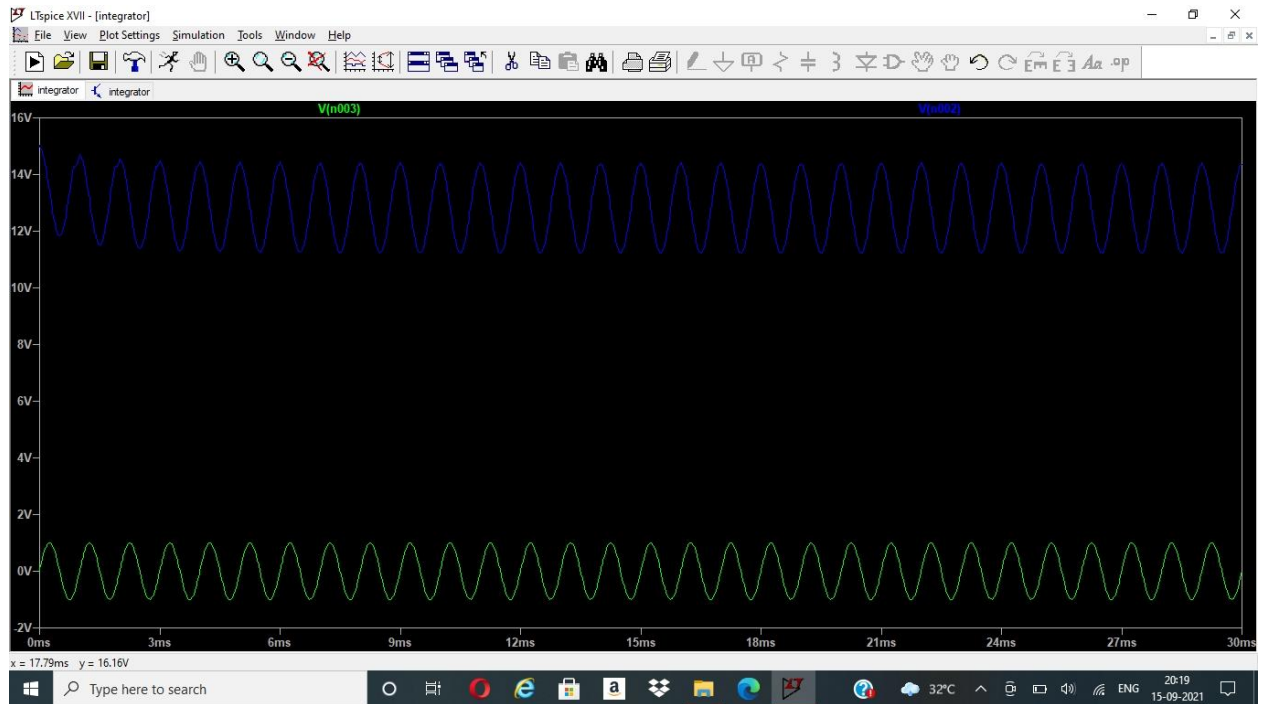 LTspice XVII - [integrator]
File View Plot Settings Simulation Tools Window Help
integrator integrator
V(n003) V(n002)
16V
14V
12V
10V
8V
6V
4V
2V
0V
-2V
0ms 3ms 6ms 9ms 12ms 15ms 18ms 21ms 24ms 27ms 30ms
x = 17.79ms y = 16.16V
Type here to search
32°C ENG 20:19
15-09-2021